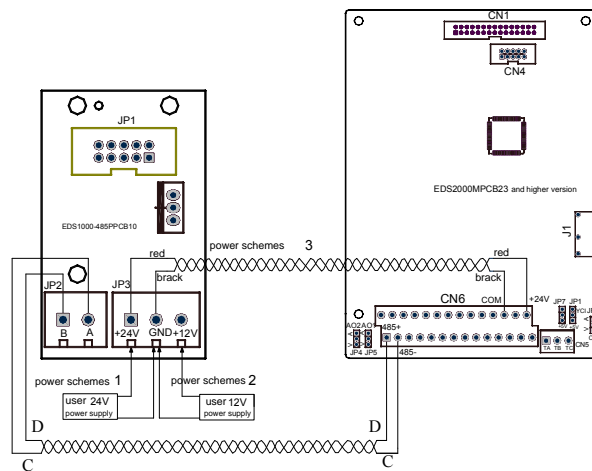 CN1
CN4
EDS2000MPCB23 and higher version
J1
JP1
EDS1000-485PPCB10
power schemes 3
red
brack
red
brack
JP2
JP3
B
A
+24V
GND
+12V
CN6
COM
+24V
JP7
JP1
YCI
+5V
CN5
TA
TB
TC
AO2
AO1
JP4
JP5
485+
485-
power schemes 1
power schemes 2
user 24V
power supply
user 12V
power supply
D
D
C
C